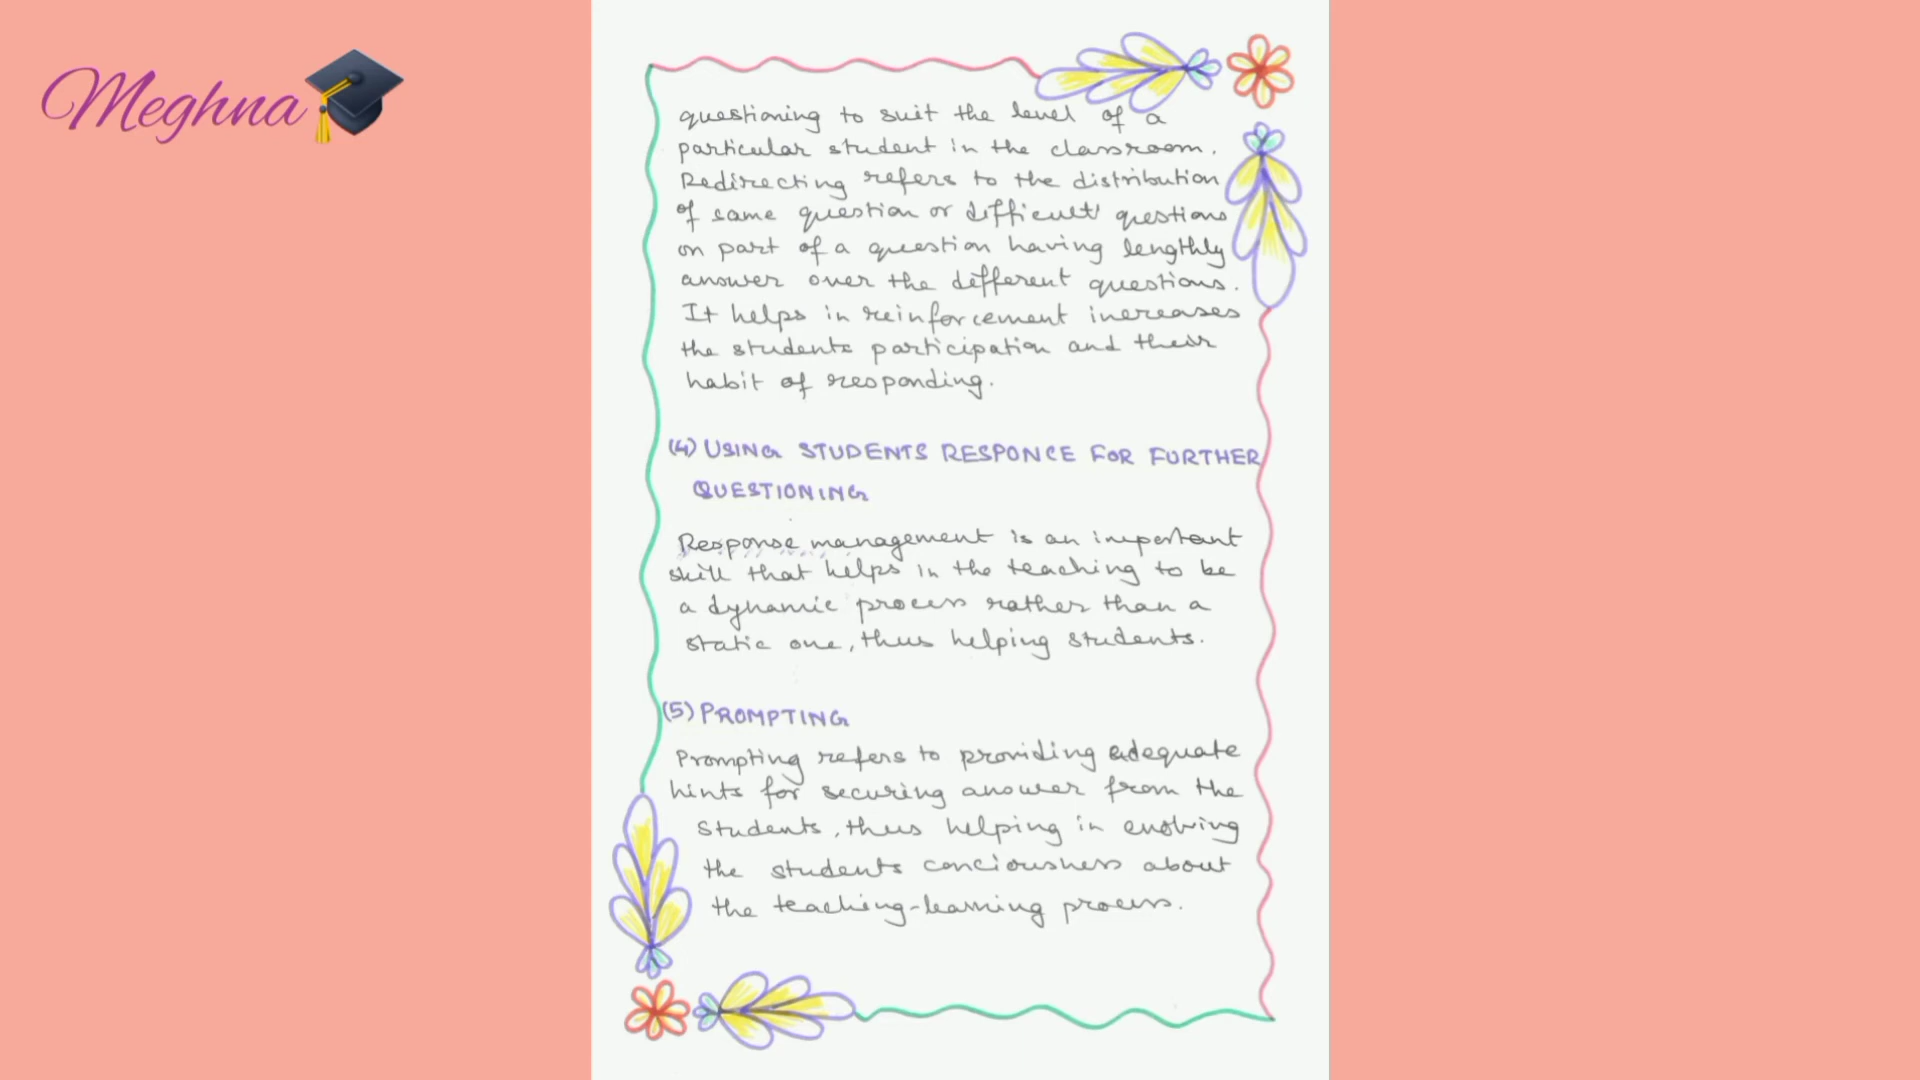 Meghna
questioning to suit the level of a
particular student in the classroom.
Redirecting refers to the distribution
of same question or difficult questions
on part of a question having lengthly
answer over the different questions.
It helps in reinforcement increases
the students participation and their
habit of responding.
(4) USING STUDENTS RESPONCE FOR FURTHER
QUESTIONING
Response management is an important
skill that helps in the teaching to be
a dynamic process rather than a
static one, thus helping students.
(5) PROMPTING
Prompting refers to providing adequate
hints for securing answer from the
students, thus helping in evolving
the students conciousness about
the teaching-learning process.